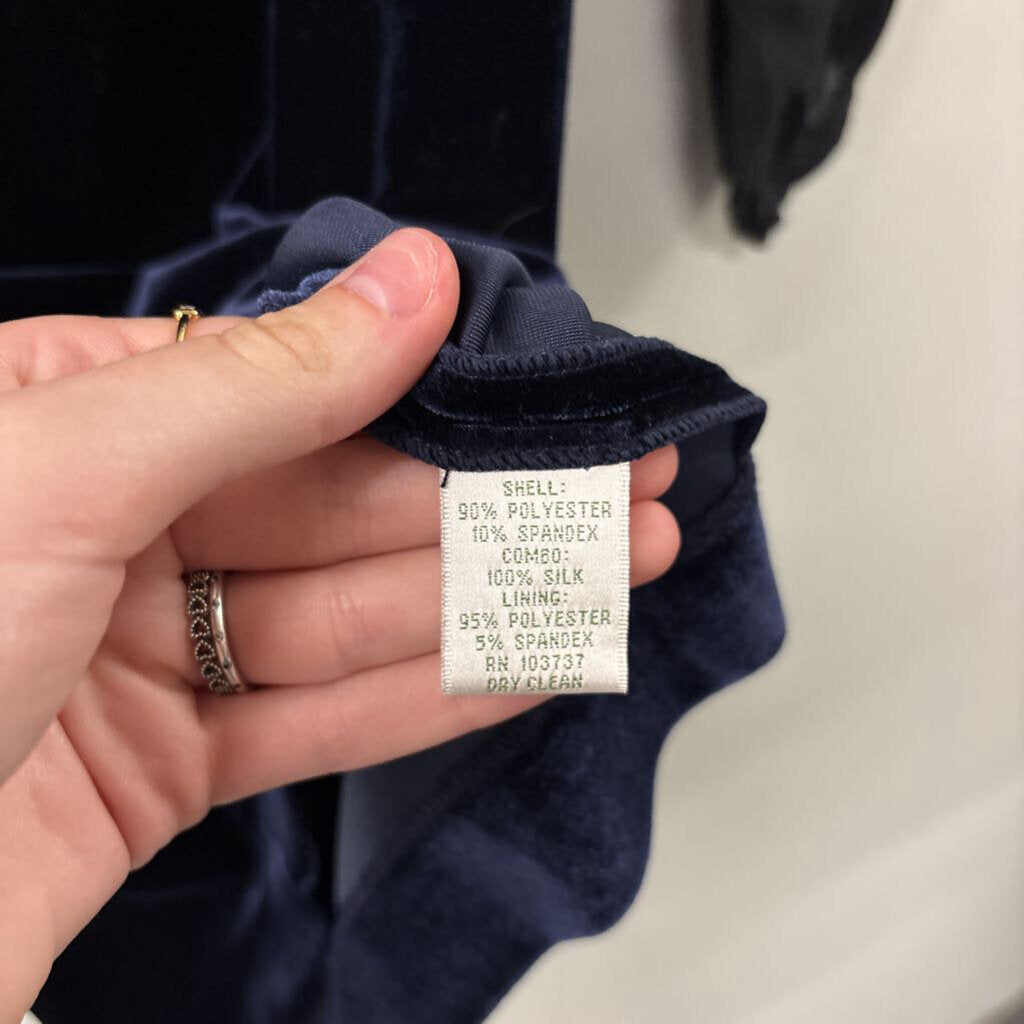 SHELL:
90% POLYESTER
10% SPANDEX
COMBO:
100% SILK
LINING:
95% POLYESTER
5% SPANDEX
RN 103737
DRY CLEAN